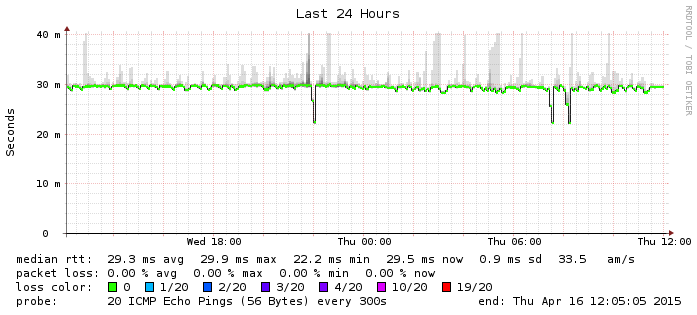 Last 24 Hours
RRDTOOL / TOBI OETIKER
Seconds
40 m
30 m
20 m
10 m
0
Wed 18:00 Thu 00:00 Thu 06:00 Thu 12:00
median rtt: 29.3 ms avg 29.9 ms max 22.2 ms min 29.5 ms now 0.9 ms sd 33.5 am/s
packet loss: 0.00 % avg 0.00 % max 0.00 % min 0.00 % now
loss color: 0 1/20 2/20 3/20 4/20 10/20 19/20
probe: 20 ICMP Echo Pings (56 Bytes) every 300s end: Thu Apr 16 12:05:05 2015